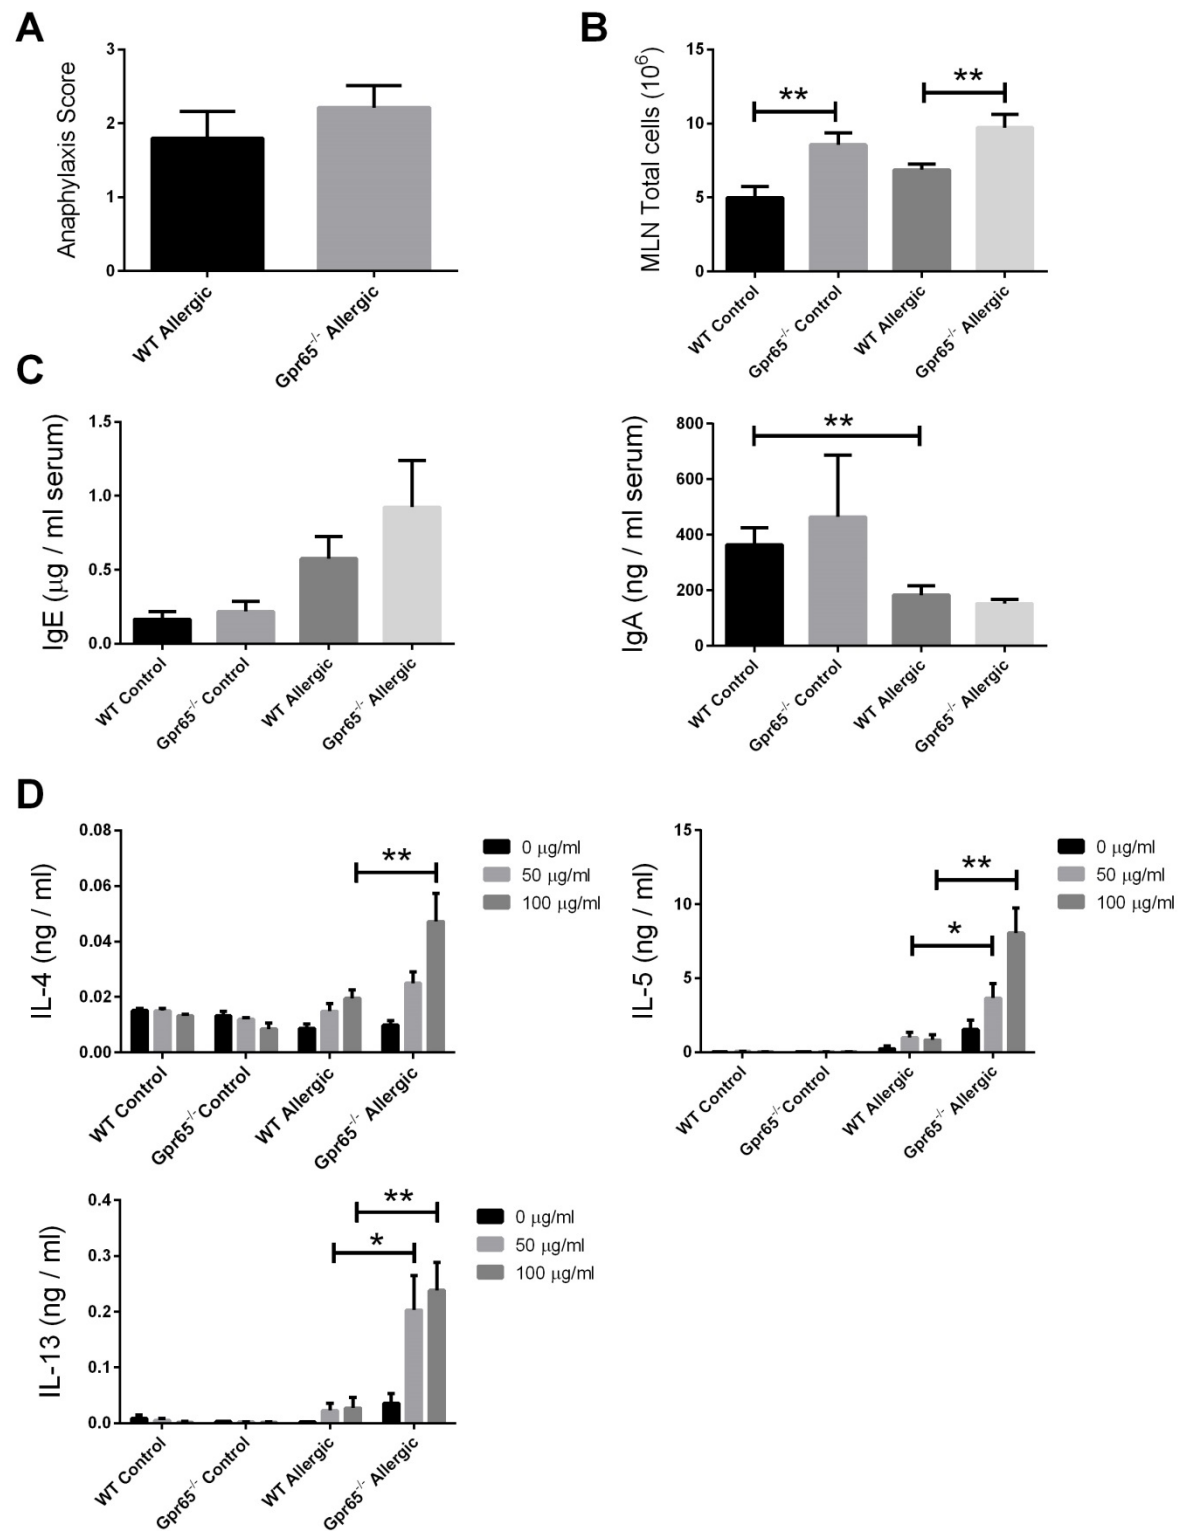 A
Anaphylaxis Score
3
2
1
0
WT Allergic
Gpr65-/- Allergic
B
MLN Total cells (10⁶)
15
10
5
0
**
**
WT Control
Gpr65-/- Control
WT Allergic
Gpr65-/- Allergic
C
IgE (µg / ml serum)
1.5
1.0
0.5
0.0
WT Control
Gpr65-/- Control
WT Allergic
Gpr65-/- Allergic
IgA (ng / ml serum)
800
600
400
200
0
**
WT Control
Gpr65-/- Control
WT Allergic
Gpr65-/- Allergic
D
IL-4 (ng / ml)
0.08
0.06
0.04
0.02
0.00
**
0 µg/ml
50 µg/ml
100 µg/ml
WT Control
Gpr65-/- Control
WT Allergic
Gpr65-/- Allergic
IL-5 (ng / ml)
15
10
5
0
**
*
0 µg/ml
50 µg/ml
100 µg/ml
WT Control
Gpr65-/- Control
WT Allergic
Gpr65-/- Allergic
IL-13 (ng / ml)
0.4
0.3
0.2
0.1
0.0
**
*
0 µg/ml
50 µg/ml
100 µg/ml
WT Control
Gpr65-/- Control
WT Allergic
Gpr65-/- Allergic